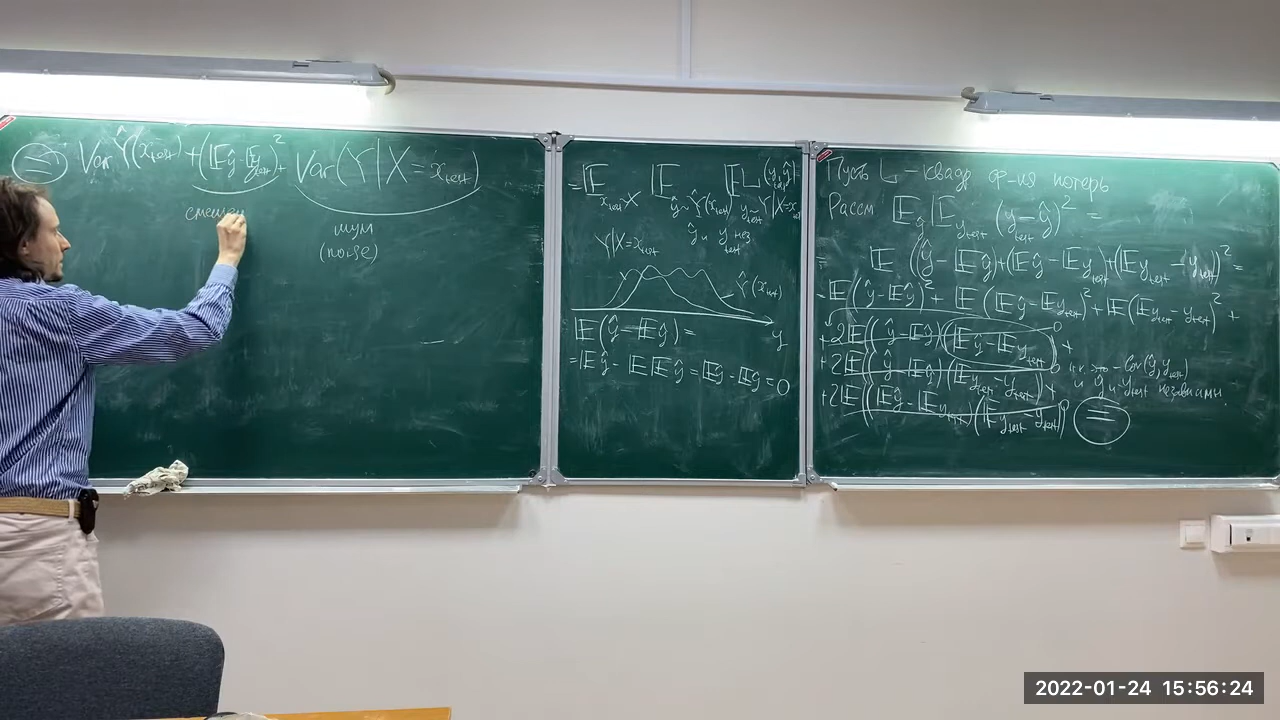 = Var Ŷ(x_test) + (𝔼ŷ - 𝔼y_test)² + Var(Y|X = x_test)
смещен
шум
(noise)
= 𝔼_{x_test~X} 𝔼_{ŷ~Ŷ(x_test)} 𝔼_{y_test~Y|X=x_test} L(y_test, ŷ)
ŷ и y_test нез
Y|X=x_test
Ŷ(x_test)
y
𝔼(ŷ - 𝔼ŷ) =
= 𝔼ŷ - 𝔼𝔼ŷ = 𝔼ŷ - 𝔼ŷ = 0
Пусть L - квадр ф-ия потерь
Рассм 𝔼_ŷ 𝔼_{y_test} (y_test - ŷ)² =
= 𝔼 ((ŷ - 𝔼ŷ) + (𝔼ŷ - 𝔼y_test) + (𝔼y_test - y_test))² =
= 𝔼(ŷ - 𝔼ŷ)² + 𝔼(𝔼ŷ - 𝔼y_test)² + 𝔼(𝔼y_test - y_test)² +
+ 2𝔼((ŷ - 𝔼ŷ)(𝔼ŷ - 𝔼y_test)) 0 +
+ 2𝔼((ŷ - 𝔼ŷ)(𝔼y_test - y_test)) 0 +
т.к. это - Cov(ŷ, y_test)
и ŷ и y_test независимы
+ 2𝔼((𝔼ŷ - 𝔼y_test)(𝔼y_test - y_test)) 0 =
2022-01-24 15:56:24